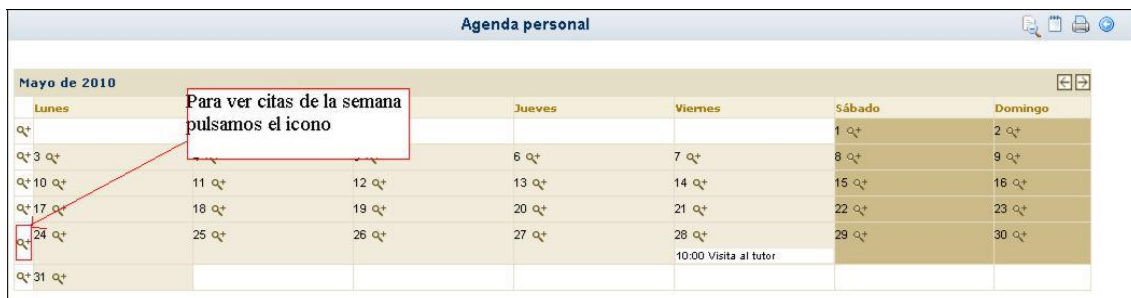 Agenda personal
Mayo de 2010
Lunes Jueves Viernes Sábado Domingo
Para ver citas de la semana
pulsamos el icono
1 2
3 6 7 8 9
10 11 12 13 14 15 16
17 18 19 20 21 22 23
24 25 26 27 28 29 30
10:00 Visita al tutor
31